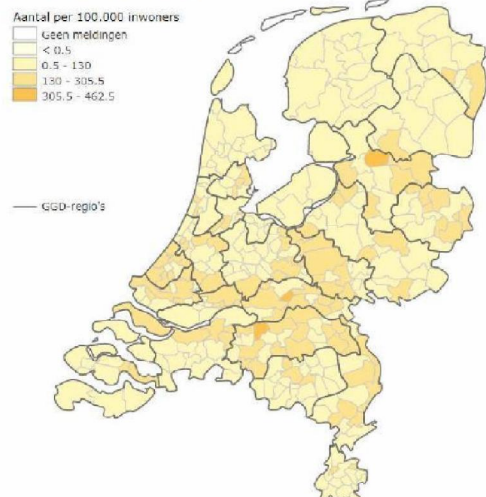 Aantal per 100.000 inwoners
Geen meldingen
< 0.5
0.5 - 130
130 - 305.5
305.5 - 462.5
GGD-regio's